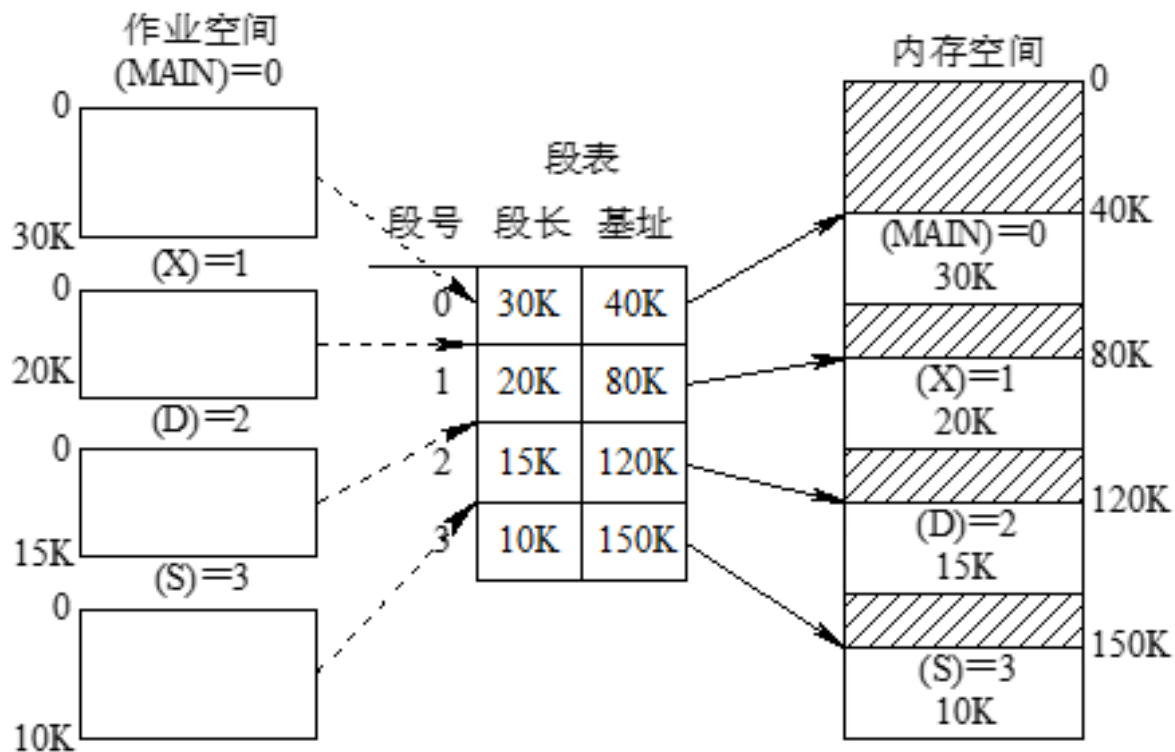 作业空间
(MAIN)=0
0
30K
(X)=1
0
20K
(D)=2
0
15K
(S)=3
0
10K
段表
段号 段长 基址
0 30K 40K
1 20K 80K
2 15K 120K
3 10K 150K
内存空间
0
40K
(MAIN)=0
30K
80K
(X)=1
20K
120K
(D)=2
15K
150K
(S)=3
10K